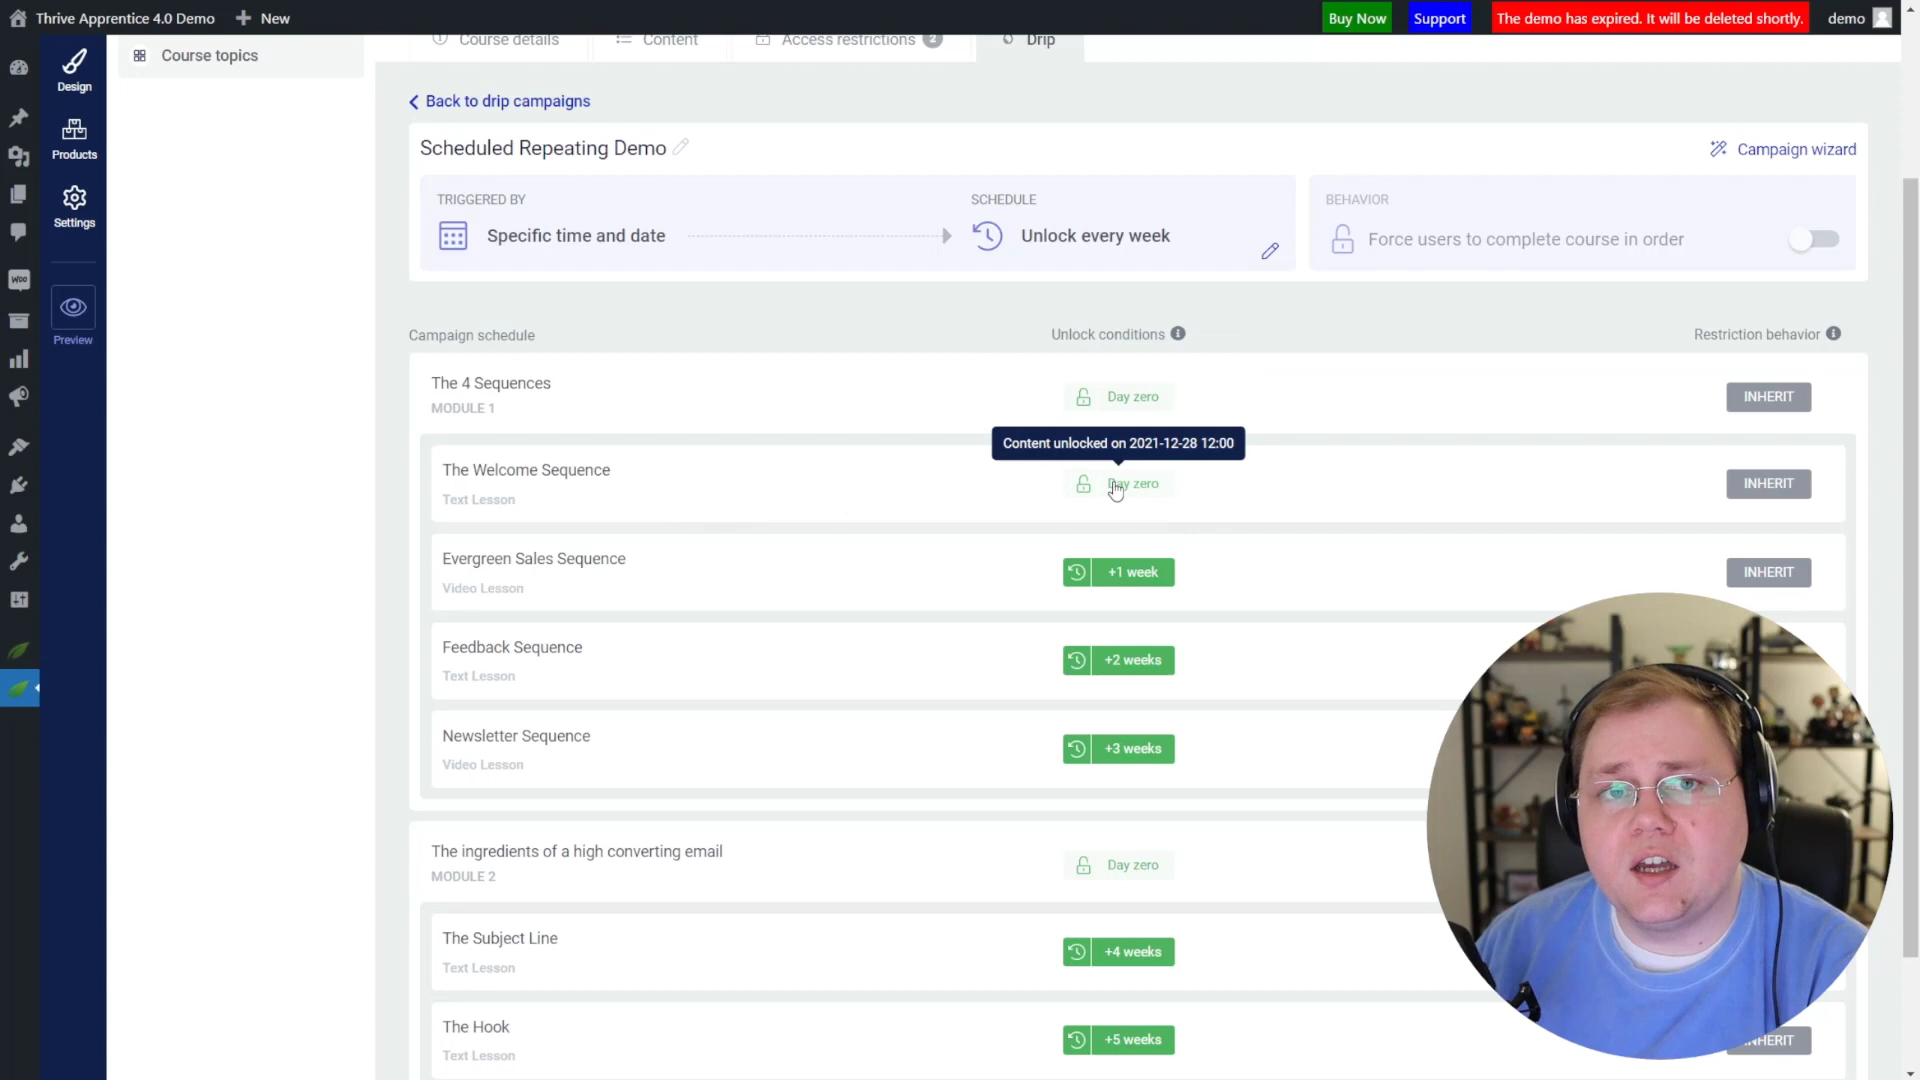 Thrive Apprentice 4.0 Demo
New
Buy Now
Support
The demo has expired. It will be deleted shortly.
demo
Design
Products
Settings
Preview
Woo
Course topics
Course details
Content
Access restrictions 2
Drip
Back to drip campaigns
Scheduled Repeating Demo
Campaign wizard
TRIGGERED BY
Specific time and date
SCHEDULE
Unlock every week
BEHAVIOR
Force users to complete course in order
Campaign schedule
Unlock conditions
Restriction behavior
The 4 Sequences
MODULE 1
Day zero
INHERIT
Content unlocked on 2021-12-28 12:00
The Welcome Sequence
Text Lesson
Day zero
INHERIT
Evergreen Sales Sequence
Video Lesson
+1 week
INHERIT
Feedback Sequence
Text Lesson
+2 weeks
Newsletter Sequence
Video Lesson
+3 weeks
The ingredients of a high converting email
MODULE 2
Day zero
The Subject Line
Text Lesson
+4 weeks
The Hook
Text Lesson
+5 weeks
INHERIT